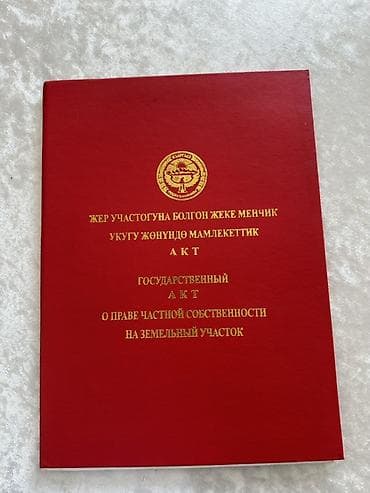 ЖЕР УЧАСТОГУНА БОЛГОН ЖЕКЕ МЕНЧИК
УКУГУ ЖӨНҮНДӨ МАМЛЕКЕТТИК
АКТ
ГОСУДАРСТВЕННЫЙ
АКТ
О ПРАВЕ ЧАСТНОЙ СОБСТВЕННОСТИ
НА ЗЕМЕЛЬНЫЙ УЧАСТОК